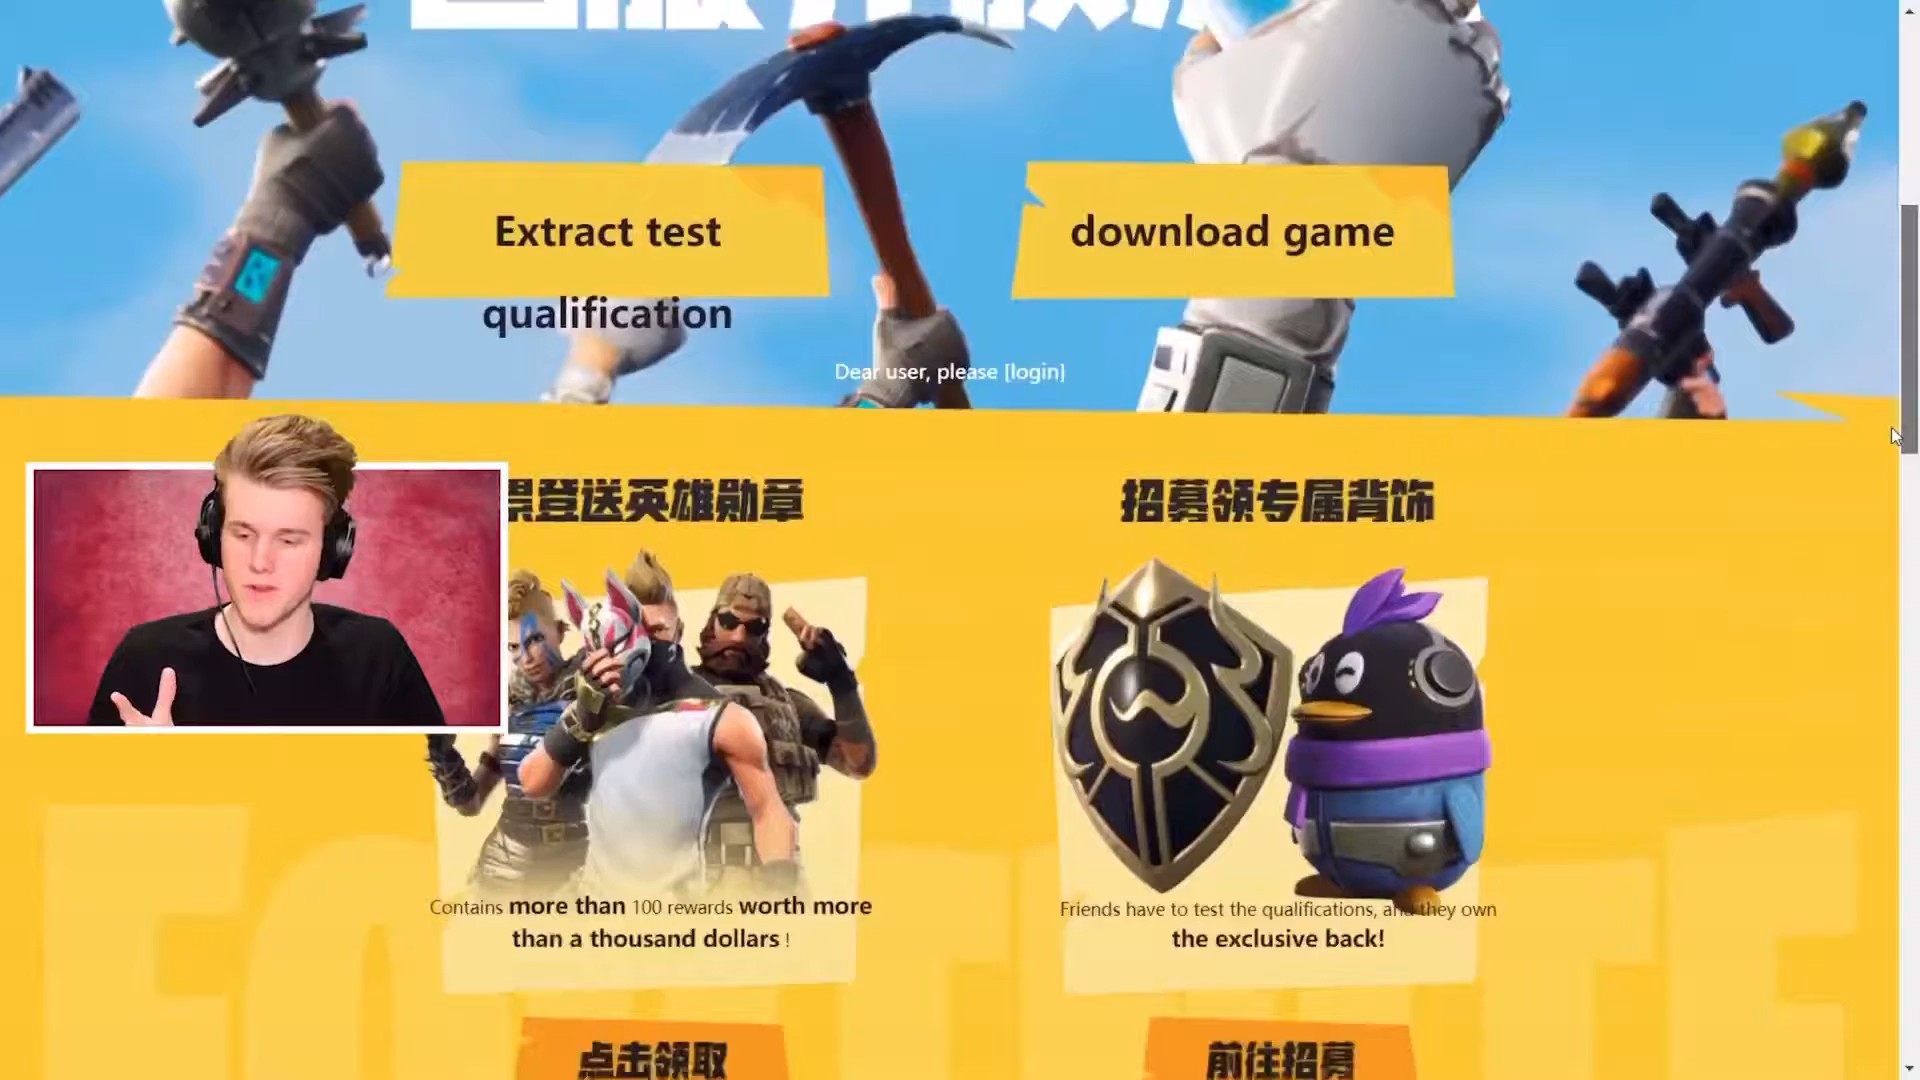 Extract test
qualification
download game
Dear user, please [login]
登送英雄勋章
招募领专属背饰
Contains more than 100 rewards worth more
than a thousand dollars !
Friends have to test the qualifications, and they own
the exclusive back!
点击领取
前往招募